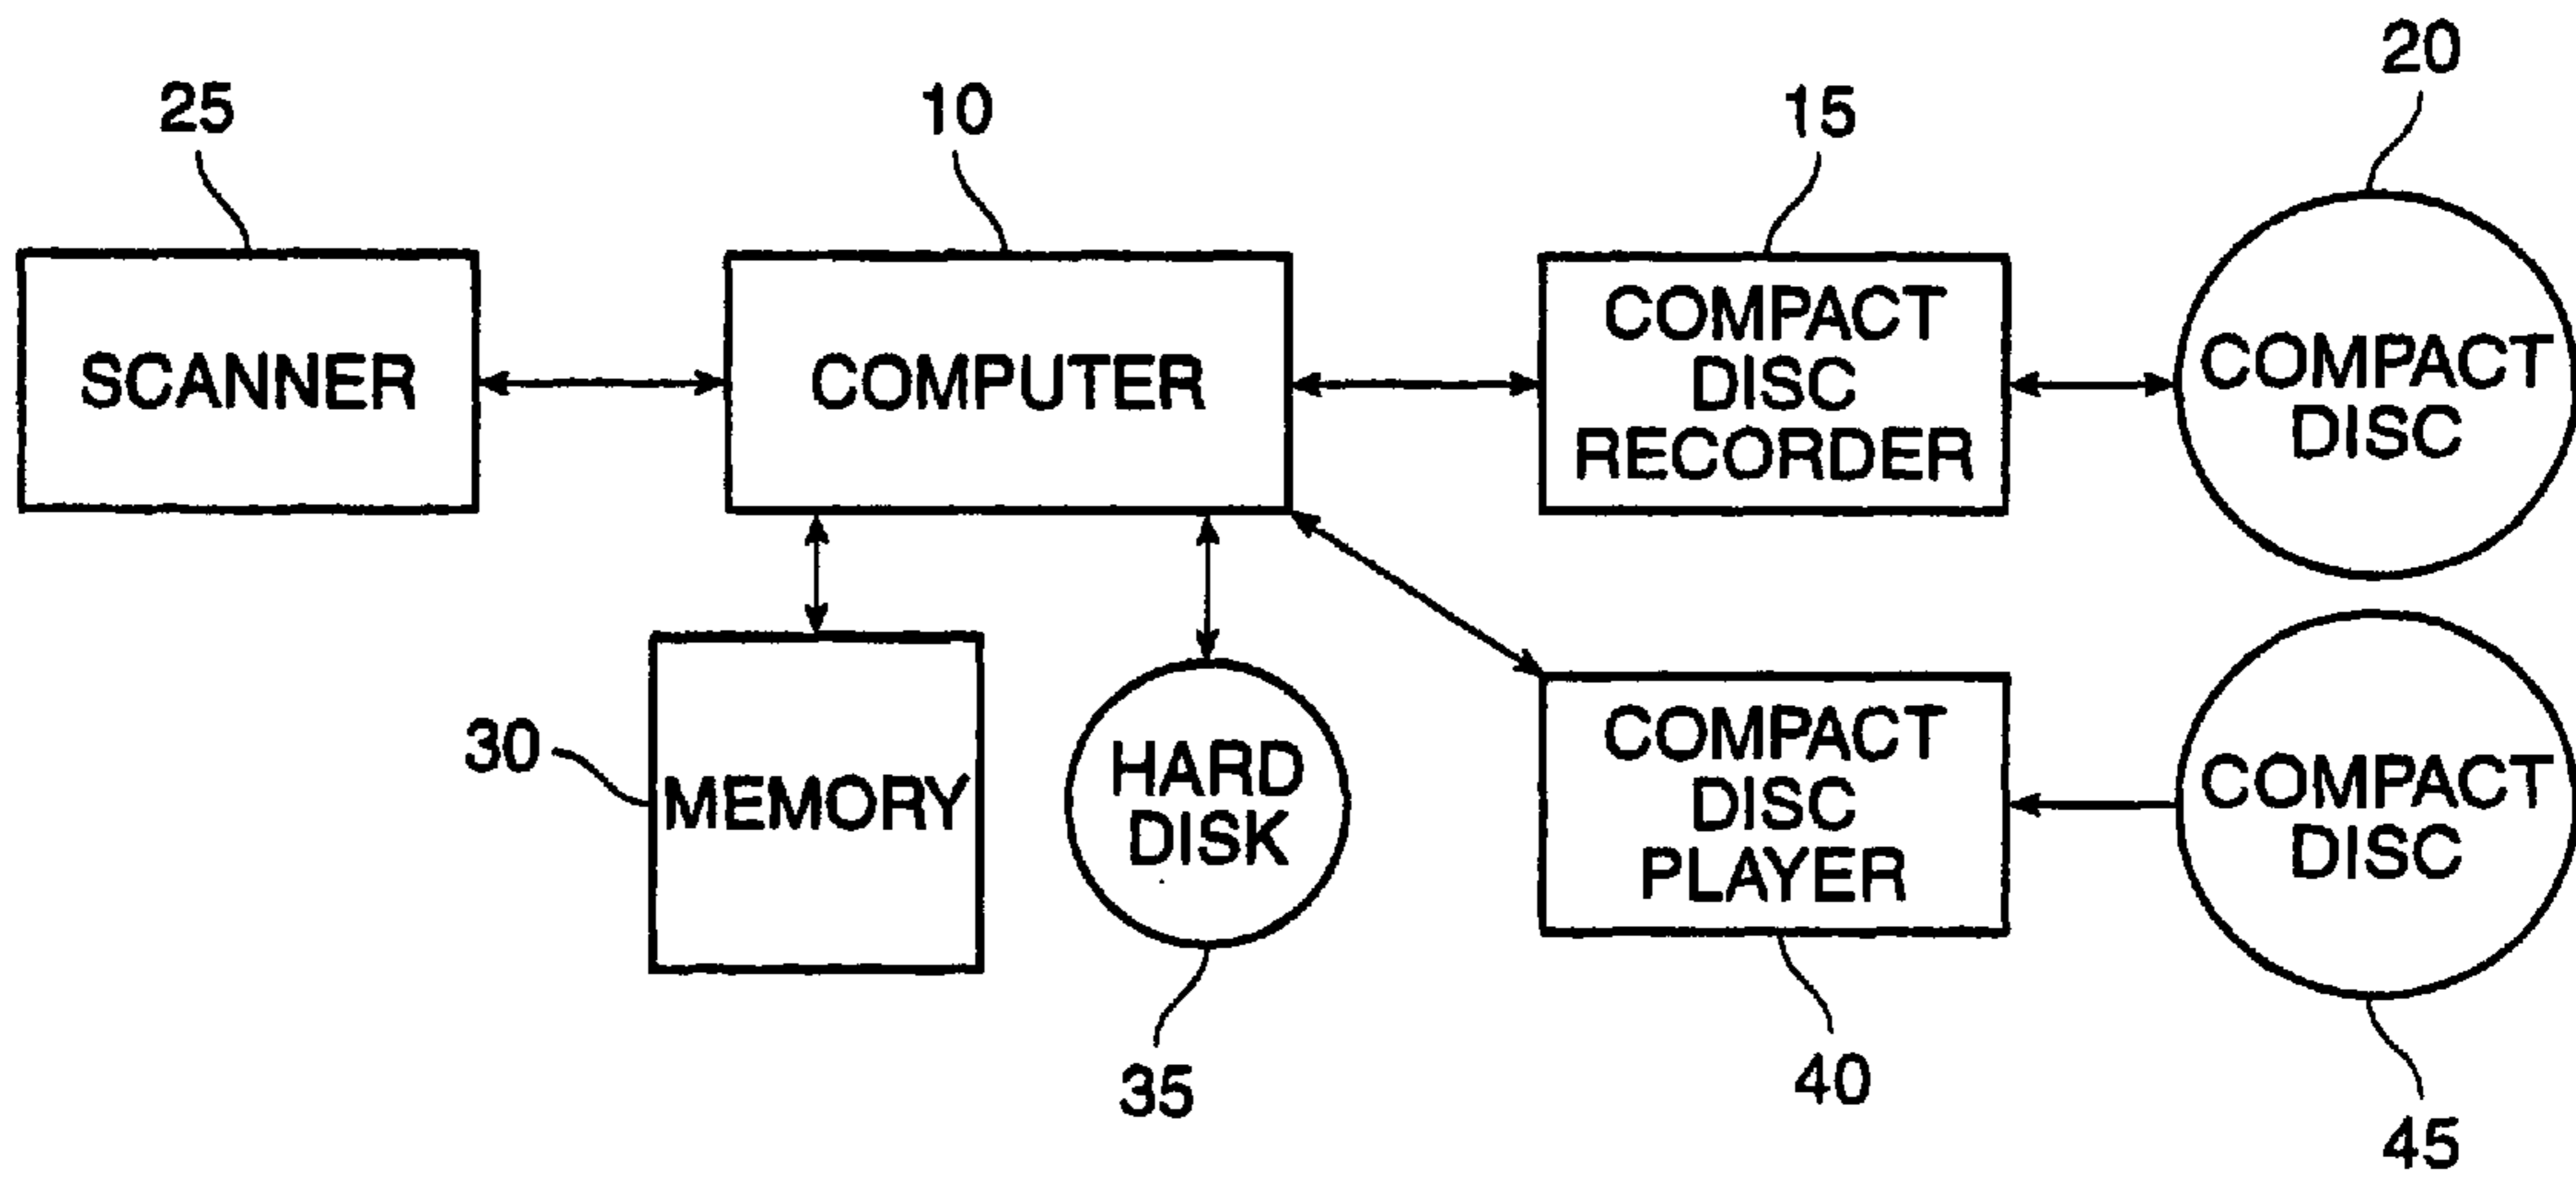 20
25
10
15
SCANNER
COMPUTER
COMPACT
DISC
RECORDER
COMPACT
DISC
30
MEMORY
HARD
DISK
COMPACT
DISC
PLAYER
COMPACT
DISC
35
40
45